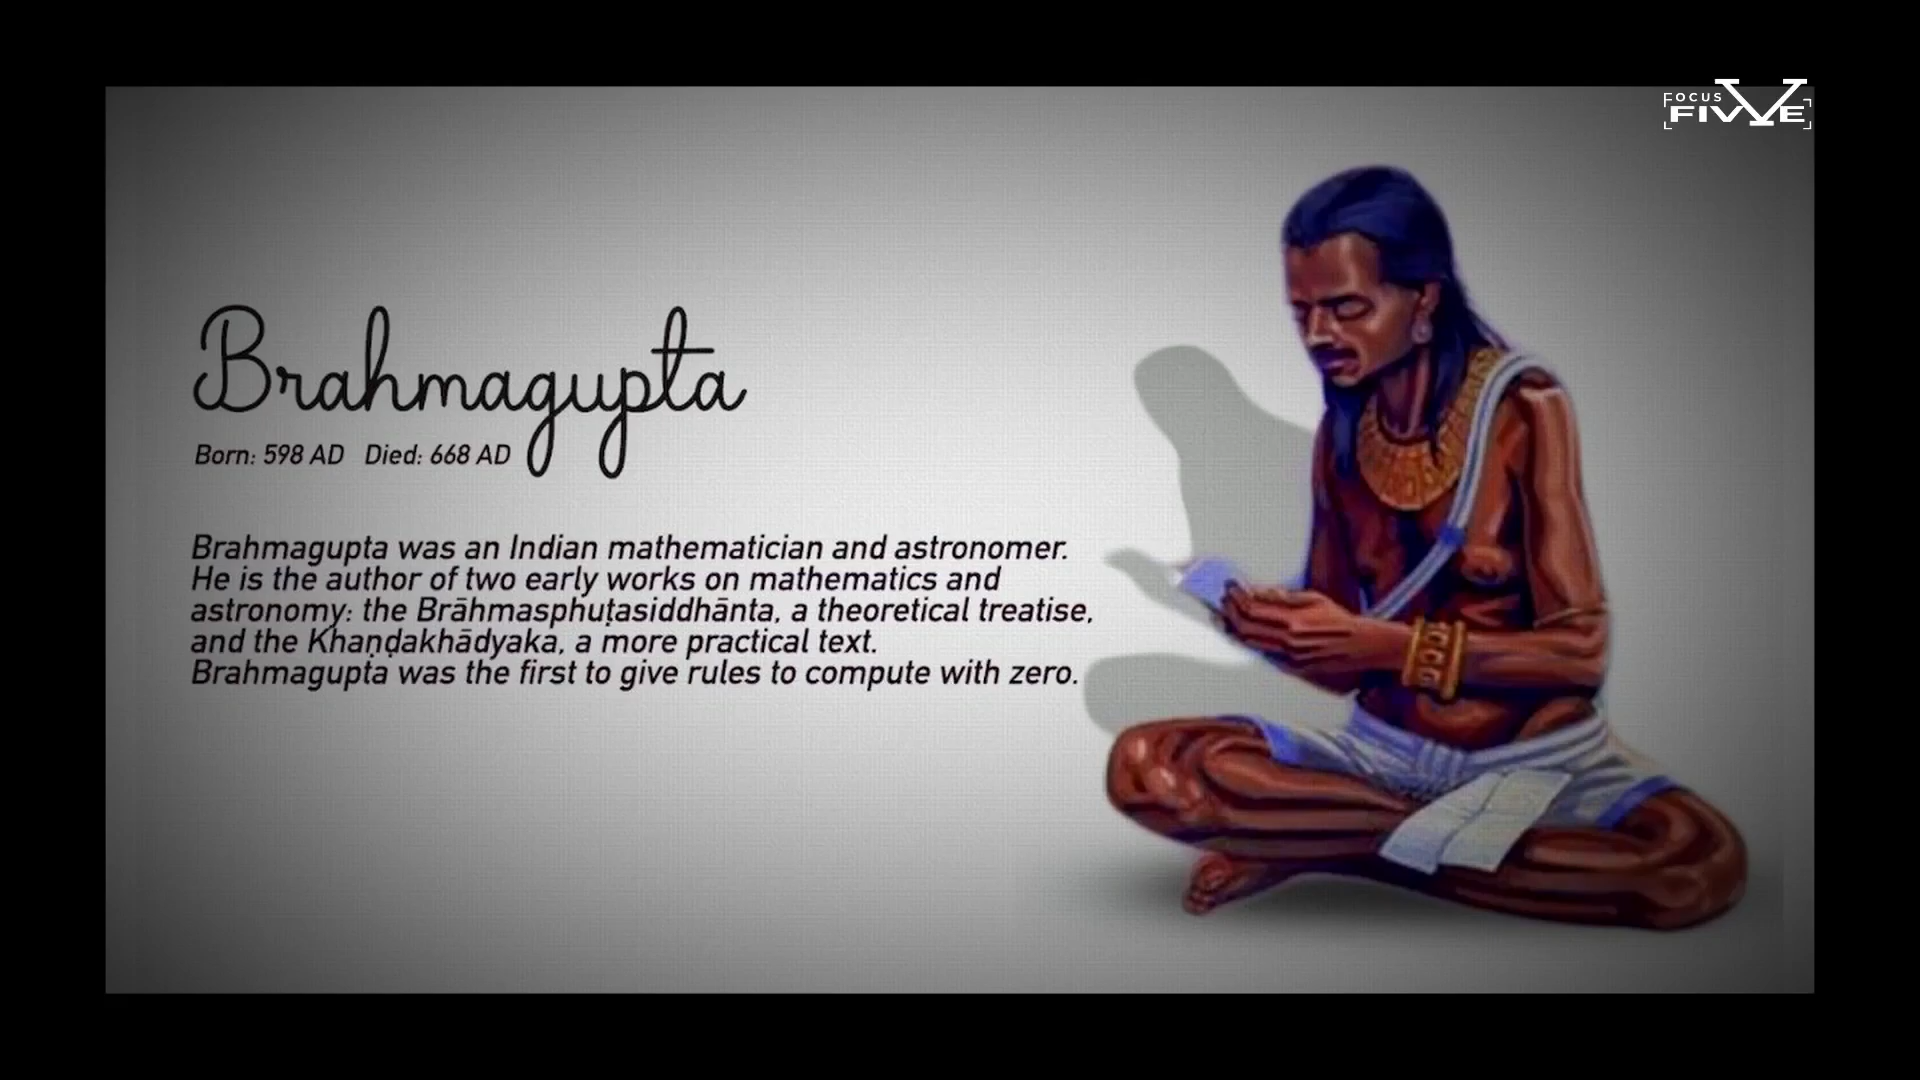 FOCUS
FIVE
Brahmagupta
Born: 598 AD Died: 668 AD
Brahmagupta was an Indian mathematician and astronomer.
He is the author of two early works on mathematics and
astronomy: the Brāhmasphuṭasiddhānta, a theoretical treatise,
and the Khaṇḍakhādyaka, a more practical text.
Brahmagupta was the first to give rules to compute with zero.